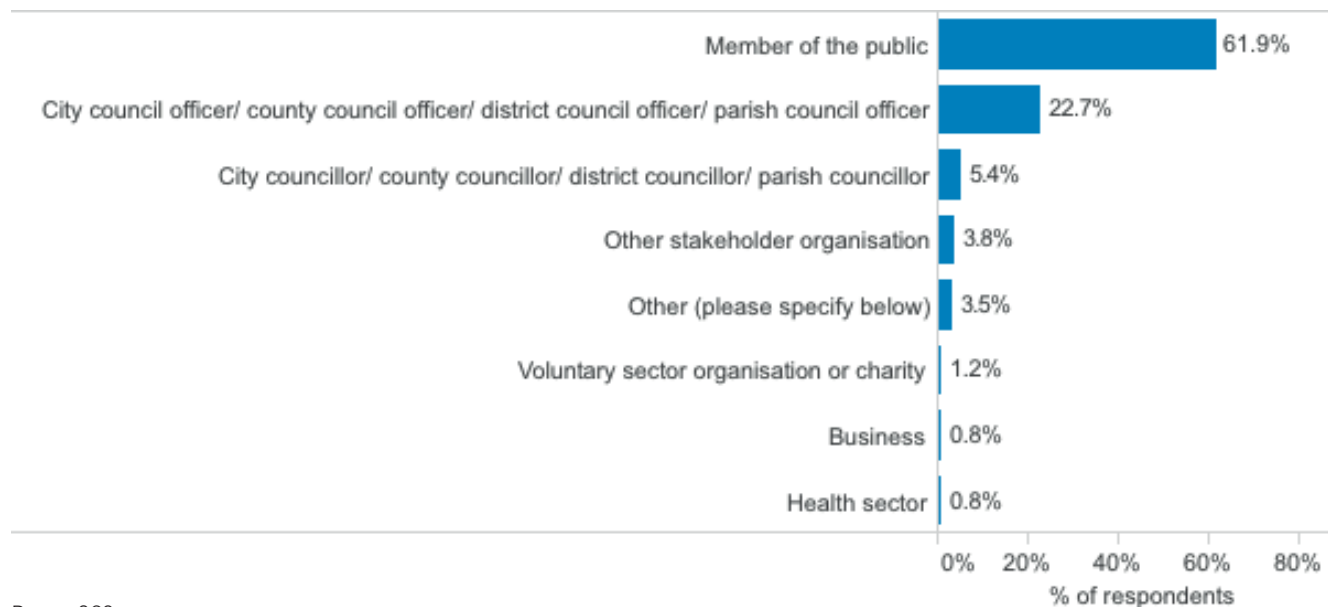 Member of the public 61.9%
City council officer/ county council officer/ district council officer/ parish council officer 22.7%
City councillor/ county councillor/ district councillor/ parish councillor 5.4%
Other stakeholder organisation 3.8%
Other (please specify below) 3.5%
Voluntary sector organisation or charity 1.2%
Business 0.8%
Health sector 0.8%
0% 20% 40% 60% 80%
% of respondents